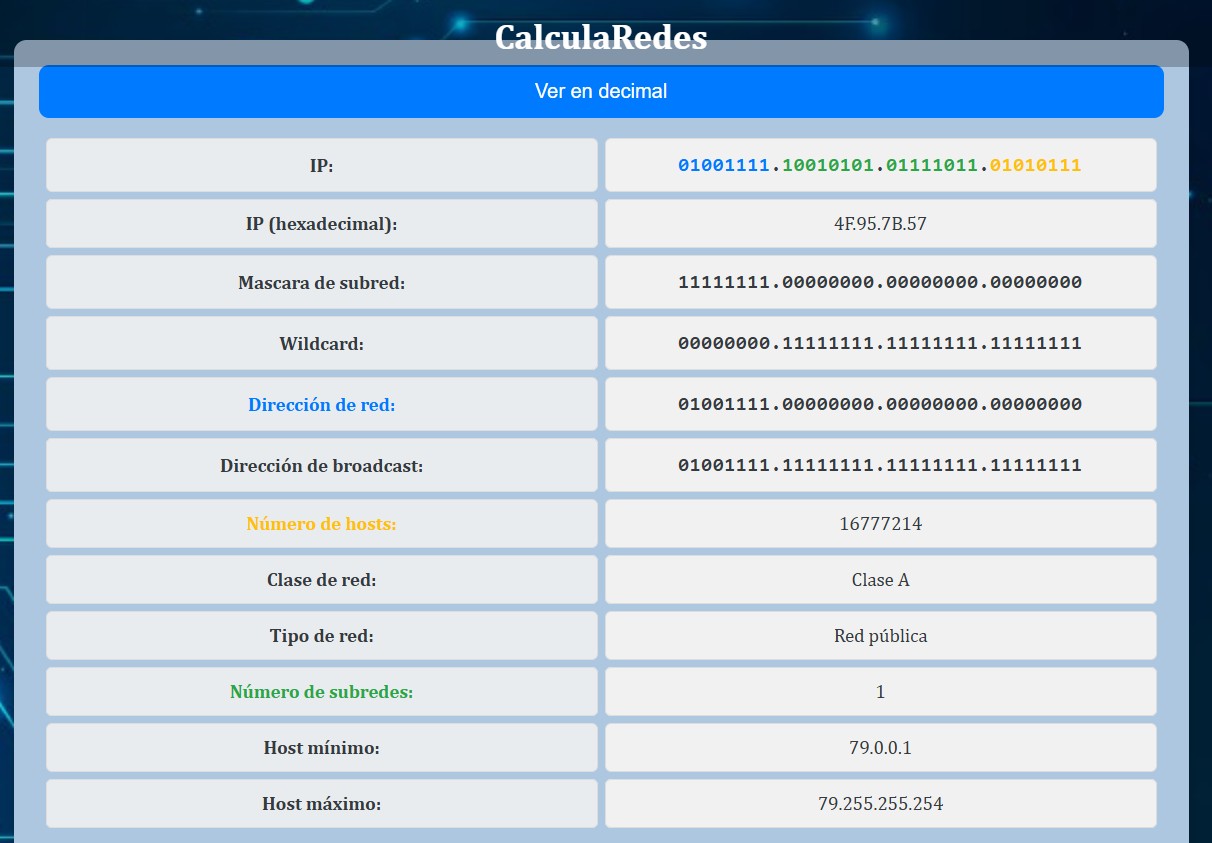 CalculaRedes
Ver en decimal
IP: 01001111.10010101.01111011.01010111
IP (hexadecimal): 4F.95.7B.57
Mascara de subred: 11111111.00000000.00000000.00000000
Wildcard: 00000000.11111111.11111111.11111111
Dirección de red: 01001111.00000000.00000000.00000000
Dirección de broadcast: 01001111.11111111.11111111.11111111
Número de hosts: 16777214
Clase de red: Clase A
Tipo de red: Red pública
Número de subredes: 1
Host mínimo: 79.0.0.1
Host máximo: 79.255.255.254